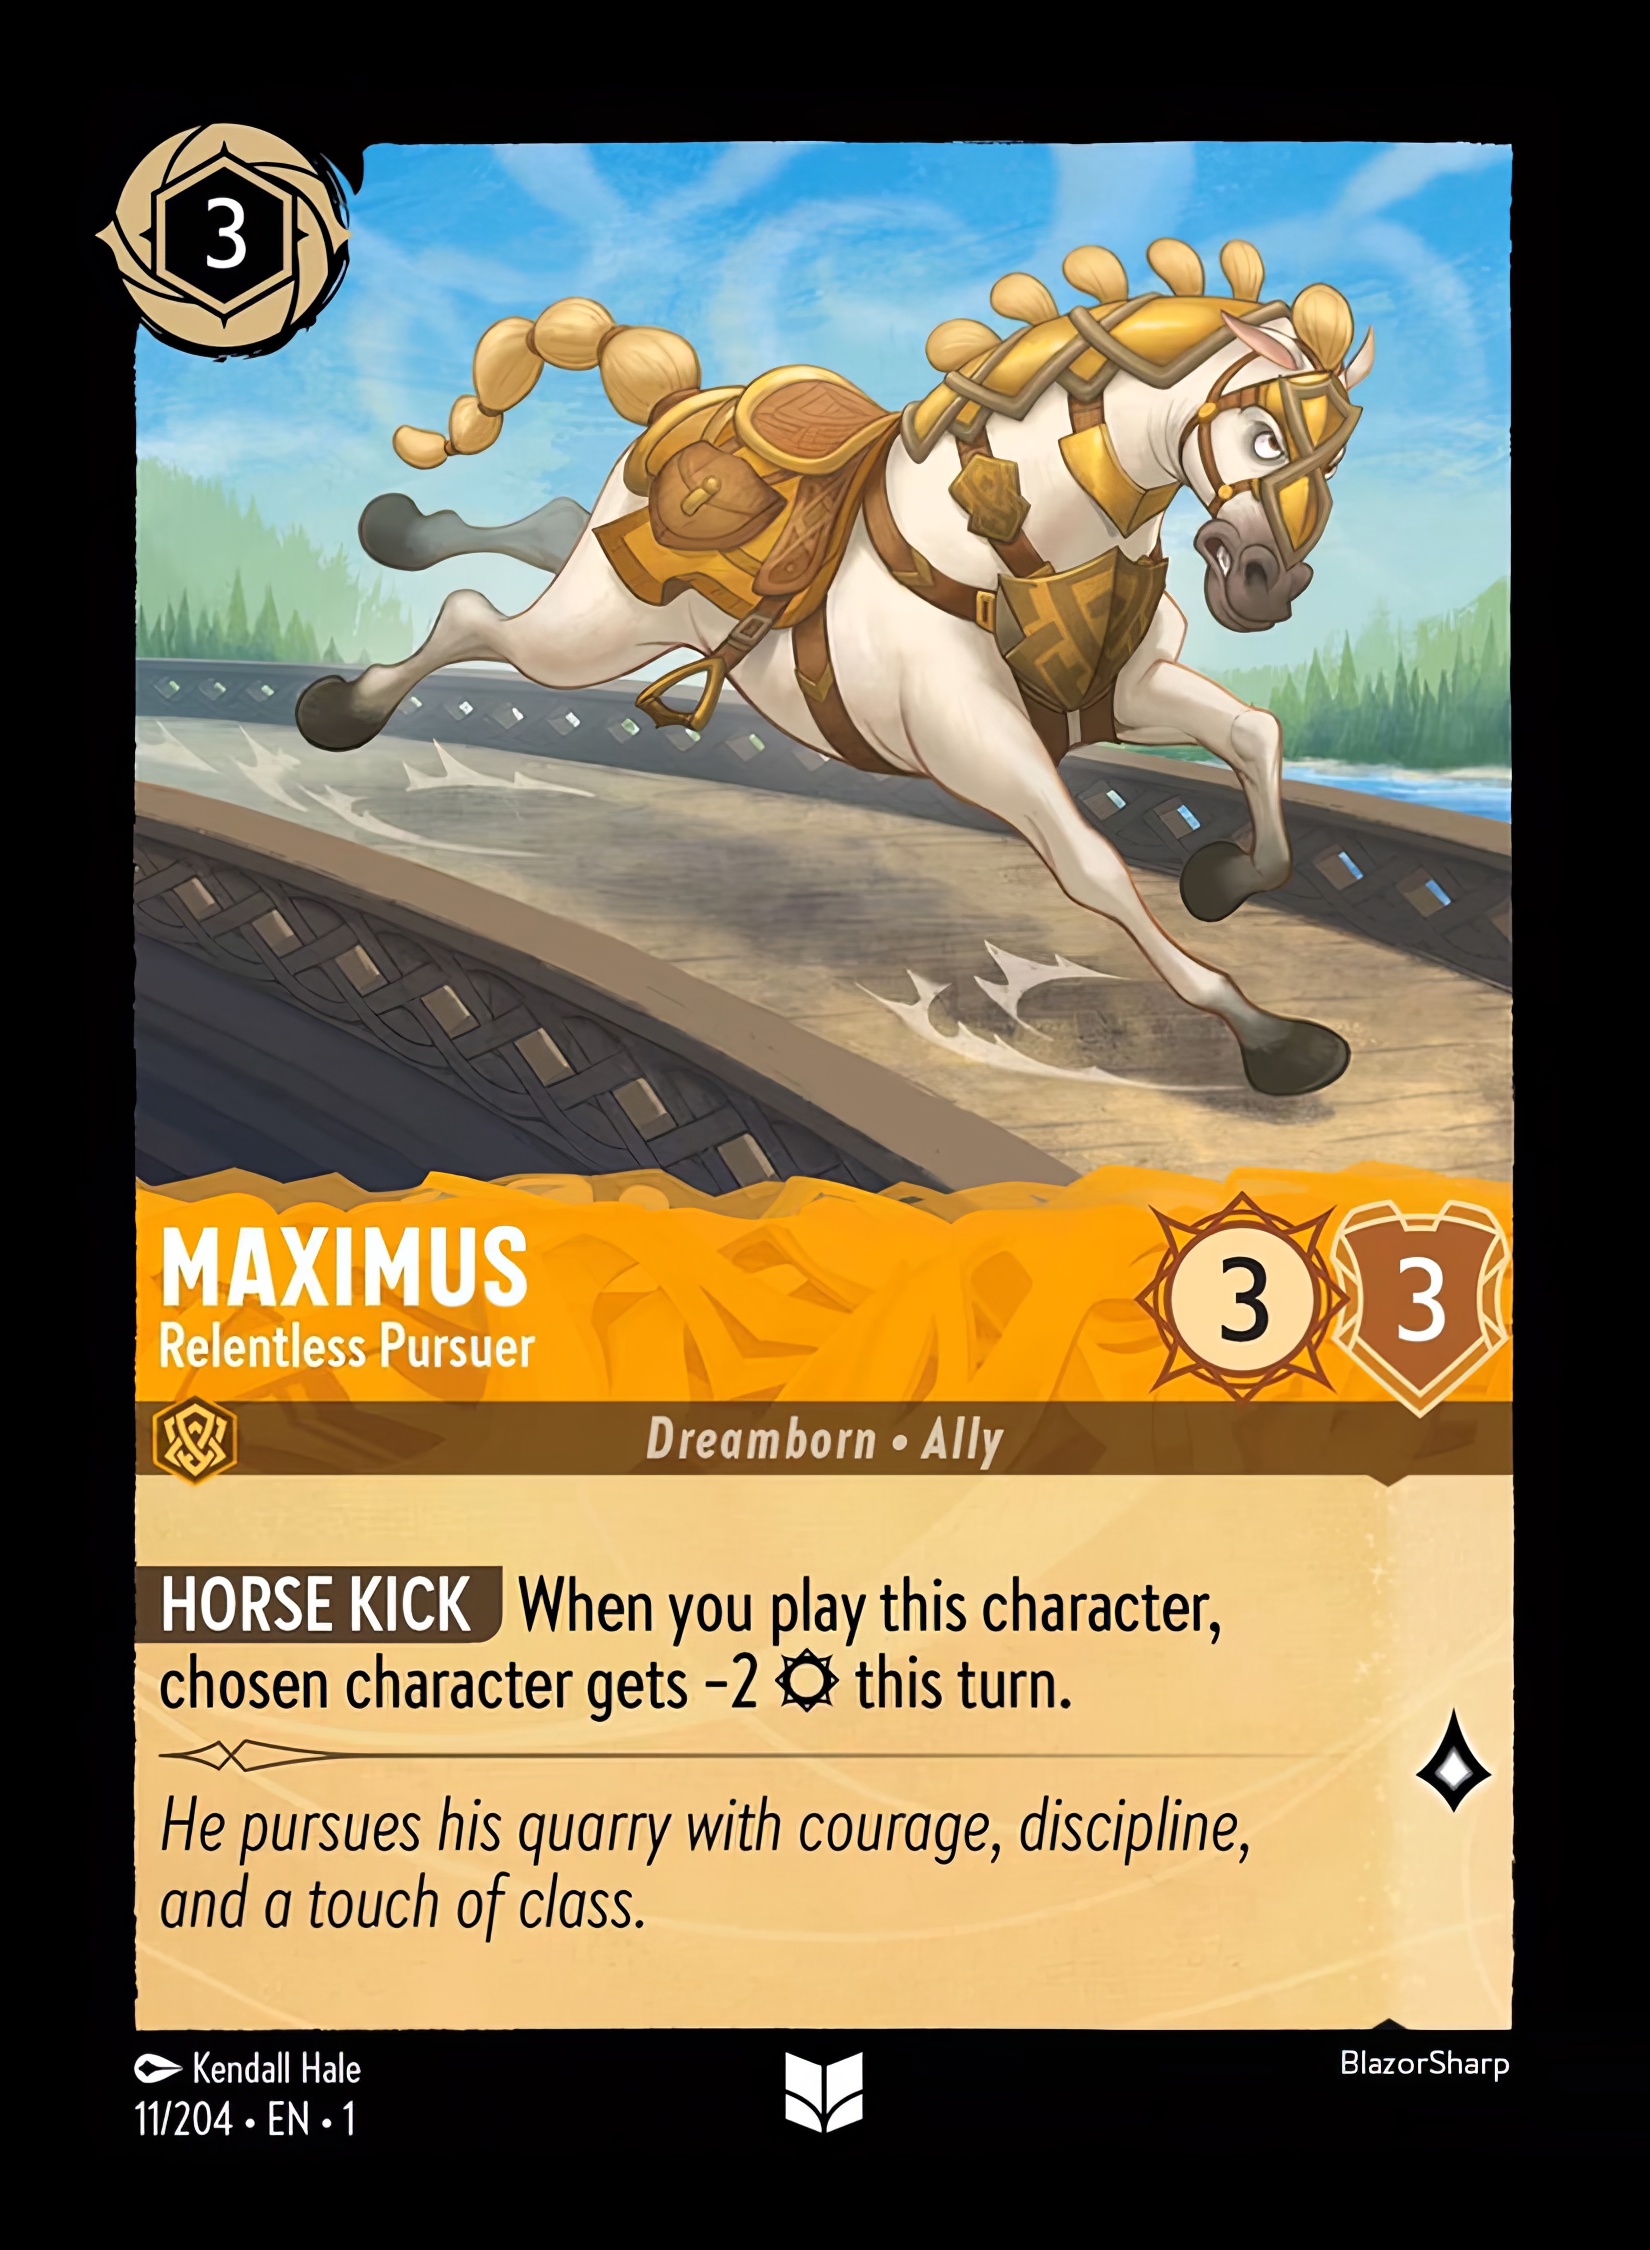 3
MAXIMUS
Relentless Pursuer
3
3
Dreamborn • Ally
HORSE KICK When you play this character,
chosen character gets -2 this turn.
He pursues his quarry with courage, discipline,
and a touch of class.
Kendall Hale
BlazorSharp
11/204 • EN • 1